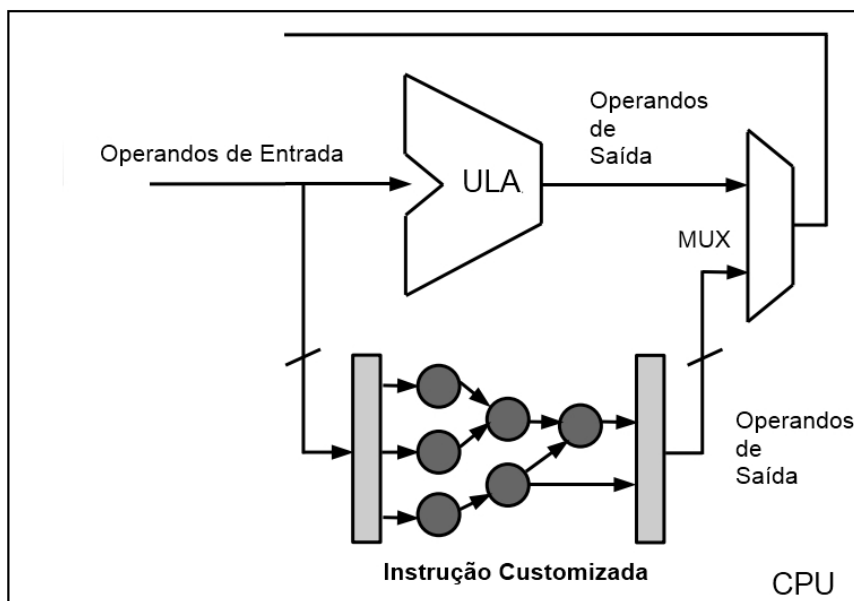 Operandos de Entrada
ULA
Operandos
de
Saída
MUX
Operandos
de
Saída
Instrução Customizada
CPU